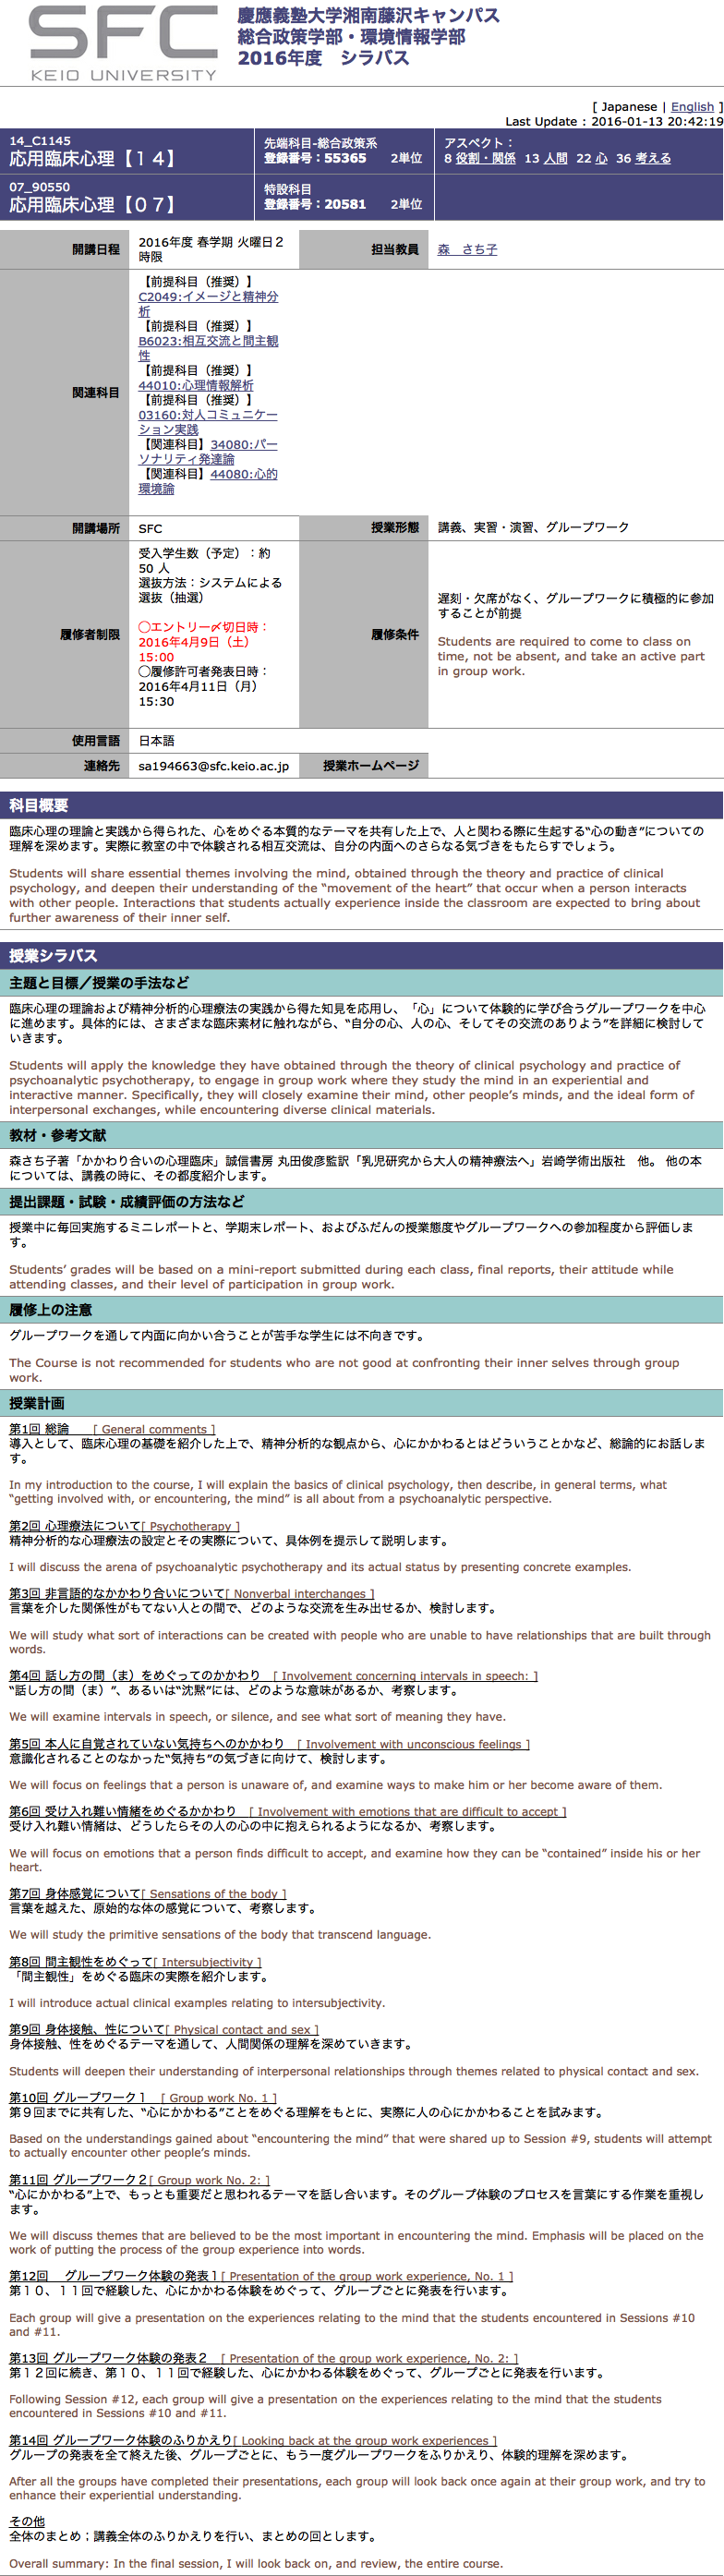 SFC
KEIO UNIVERSITY
慶應義塾大学湘南藤沢キャンパス
総合政策学部・環境情報学部
2016年度　シラバス
[ Japanese | English ]
Last Update : 2016-01-13 20:42:19
14_C1145
応用臨床心理【１４】
先端科目-総合政策系
登録番号：55365　2単位
アスペクト：
8 役割・関係 13 人間 22 心 36 考える
07_90550
応用臨床心理【０７】
特設科目
登録番号：20581　2単位
開講日程
2016年度 春学期 火曜日２
時限
担当教員
森　さち子
関連科目
【前提科目（推奨）】
C2049:イメージと精神分
析
【前提科目（推奨）】
B6023:相互交流と間主観
性
【前提科目（推奨）】
44010:心理情報解析
【前提科目（推奨）】
03160:対人コミュニケー
ション実践
【関連科目】34080:パー
ソナリティ発達論
【関連科目】44080:心的
環境論
開講場所
SFC
授業形態
講義、実習・演習、グループワーク
履修者制限
受入学生数（予定）：約
50 人
選抜方法：システムによる
選抜（抽選）
◯エントリー〆切日時：
2016年4月9日（土）
15:00
◯履修許可者発表日時：
2016年4月11日（月）
15:30
履修条件
遅刻・欠席がなく、グループワークに積極的に参加
することが前提
Students are required to come to class on
time, not be absent, and take an active part
in group work.
使用言語
日本語
連絡先
sa194663@sfc.keio.ac.jp
授業ホームページ
科目概要
臨床心理の理論と実践から得られた、心をめぐる本質的なテーマを共有した上で、人と関わる際に生起する“心の動き”についての
理解を深めます。実際に教室の中で体験される相互交流は、自分の内面へのさらなる気づきをもたらすでしょう。
Students will share essential themes involving the mind, obtained through the theory and practice of clinical
psychology, and deepen their understanding of the “movement of the heart” that occur when a person interacts
with other people. Interactions that students actually experience inside the classroom are expected to bring about
further awareness of their inner self.
授業シラバス
主題と目標／授業の手法など
臨床心理の理論および精神分析的心理療法の実践から得た知見を応用し、「心」について体験的に学び合うグループワークを中心
に進めます。具体的には、さまざまな臨床素材に触れながら、“自分の心、人の心、そしてその交流のありよう”を詳細に検討して
いきます。
Students will apply the knowledge they have obtained through the theory of clinical psychology and practice of
psychoanalytic psychotherapy, to engage in group work where they study the mind in an experiential and
interactive manner. Specifically, they will closely examine their mind, other people’s minds, and the ideal form of
interpersonal exchanges, while encountering diverse clinical materials.
教材・参考文献
森さち子著「かかわり合いの心理臨床」誠信書房 丸田俊彦監訳「乳児研究から大人の精神療法へ」岩崎学術出版社　他。 他の本
については、講義の時に、その都度紹介します。
提出課題・試験・成績評価の方法など
授業中に毎回実施するミニレポートと、学期末レポート、およびふだんの授業態度やグループワークへの参加程度から評価しま
す。
Students’ grades will be based on a mini-report submitted during each class, final reports, their attitude while
attending classes, and their level of participation in group work.
履修上の注意
グループワークを通して内面に向かい合うことが苦手な学生には不向きです。
The Course is not recommended for students who are not good at confronting their inner selves through group
work.
授業計画
第1回 総論　　[ General comments ]
導入として、臨床心理の基礎を紹介した上で、精神分析的な観点から、心にかかわるとはどういうことかなど、総論的にお話しま
す。
In my introduction to the course, I will explain the basics of clinical psychology, then describe, in general terms, what
“getting involved with, or encountering, the mind” is all about from a psychoanalytic perspective.
第2回 心理療法について[ Psychotherapy ]
精神分析的な心理療法の設定とその実際について、具体例を提示して説明します。
I will discuss the arena of psychoanalytic psychotherapy and its actual status by presenting concrete examples.
第3回 非言語的なかかわり合いについて[ Nonverbal interchanges ]
言葉を介した関係性がもてない人との間で、どのような交流を生み出せるか、検討します。
We will study what sort of interactions can be created with people who are unable to have relationships that are built through
words.
第4回 話し方の間（ま）をめぐってのかかわり　[ Involvement concerning intervals in speech: ]
“話し方の間（ま）”、あるいは“沈黙”には、どのような意味があるか、考察します。
We will examine intervals in speech, or silence, and see what sort of meaning they have.
第5回 本人に自覚されていない気持ちへのかかわり　[ Involvement with unconscious feelings ]
意識化されることのなかった“気持ち”の気づきに向けて、検討します。
We will focus on feelings that a person is unaware of, and examine ways to make him or her become aware of them.
第6回 受け入れ難い情緒をめぐるかかわり　[ Involvement with emotions that are difficult to accept ]
受け入れ難い情緒は、どうしたらその人の心の中に抱えられるようになるか、考察します。
We will focus on emotions that a person finds difficult to accept, and examine how they can be “contained” inside his or her
heart.
第7回 身体感覚について[ Sensations of the body ]
言葉を越えた、原始的な体の感覚について、考察します。
We will study the primitive sensations of the body that transcend language.
第8回 間主観性をめぐって[ Intersubjectivity ]
「間主観性」をめぐる臨床の実際を紹介します。
I will introduce actual clinical examples relating to intersubjectivity.
第9回 身体接触、性について[ Physical contact and sex ]
身体接触、性をめぐるテーマを通して、人間関係の理解を深めていきます。
Students will deepen their understanding of interpersonal relationships through themes related to physical contact and sex.
第10回 グループワーク１　[ Group work No. 1 ]
第９回までに共有した、“心にかかわる”ことをめぐる理解をもとに、実際に人の心にかかわることを試みます。
Based on the understandings gained about “encountering the mind” that were shared up to Session #9, students will attempt
to actually encounter other people’s minds.
第11回 グループワーク２[ Group work No. 2: ]
“心にかかわる”上で、もっとも重要だと思われるテーマを話し合います。そのグループ体験のプロセスを言葉にする作業を重視し
ます。
We will discuss themes that are believed to be the most important in encountering the mind. Emphasis will be placed on the
work of putting the process of the group experience into words.
第12回　グループワーク体験の発表１[ Presentation of the group work experience, No. 1 ]
第１０、１１回で経験した、心にかかわる体験をめぐって、グループごとに発表を行います。
Each group will give a presentation on the experiences relating to the mind that the students encountered in Sessions #10
and #11.
第13回 グループワーク体験の発表２　[ Presentation of the group work experience, No. 2: ]
第１２回に続き、第１０、１１回で経験した、心にかかわる体験をめぐって、グループごとに発表を行います。
Following Session #12, each group will give a presentation on the experiences relating to the mind that the students
encountered in Sessions #10 and #11.
第14回 グループワーク体験のふりかえり[ Looking back at the group work experiences ]
グループの発表を全て終えた後、グループごとに、もう一度グループワークをふりかえり、体験的理解を深めます。
After all the groups have completed their presentations, each group will look back once again at their group work, and try to
enhance their experiential understanding.
その他
全体のまとめ；講義全体のふりかえりを行い、まとめの回とします。
Overall summary: In the final session, I will look back on, and review, the entire course.